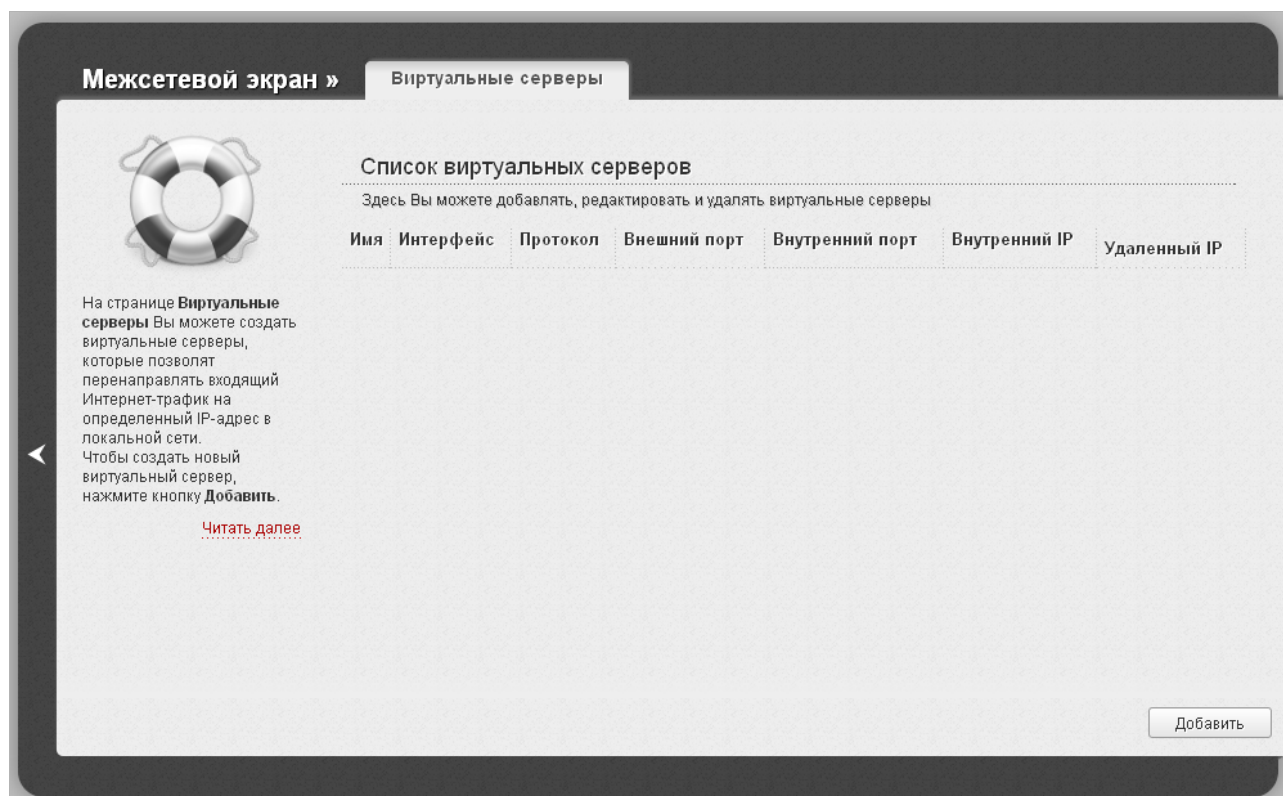 Межсетевой экран »
Виртуальные серверы
Список виртуальных серверов
Здесь Вы можете добавлять, редактировать и удалять виртуальные серверы
Имя Интерфейс Протокол Внешний порт Внутренний порт Внутренний IP Удаленный IP
На странице Виртуальные
серверы Вы можете создать
виртуальные серверы,
которые позволят
перенаправлять входящий
Интернет-трафик на
определенный IP-адрес в
локальной сети.
Чтобы создать новый
виртуальный сервер,
нажмите кнопку Добавить.
Читать далее
Добавить